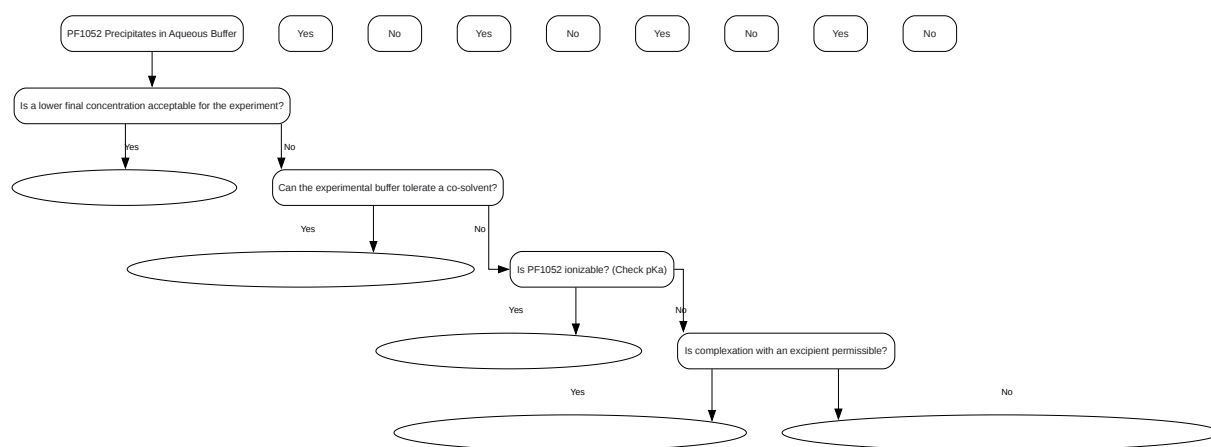 PF1052 Precipitates in Aqueous Buffer
Yes
No
Yes
No
Yes
No
Yes
No
Is a lower final concentration acceptable for the experiment?
Yes
No
Can the experimental buffer tolerate a co-solvent?
Yes
No
Is PF1052 ionizable? (Check pKa)
Yes
No
Is complexation with an excipient permissible?
Yes
No